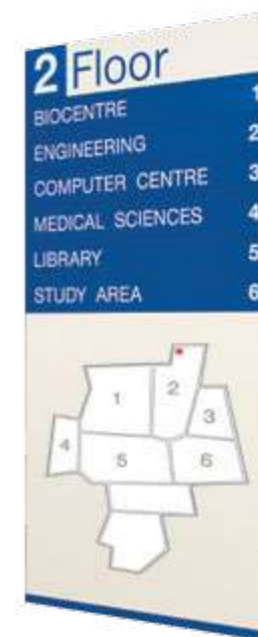 2 Floor
BIOCENTRE 1
ENGINEERING 2
COMPUTER CENTRE 3
MEDICAL SCIENCES 4
LIBRARY 5
STUDY AREA 6
1
2
3
4
5
6